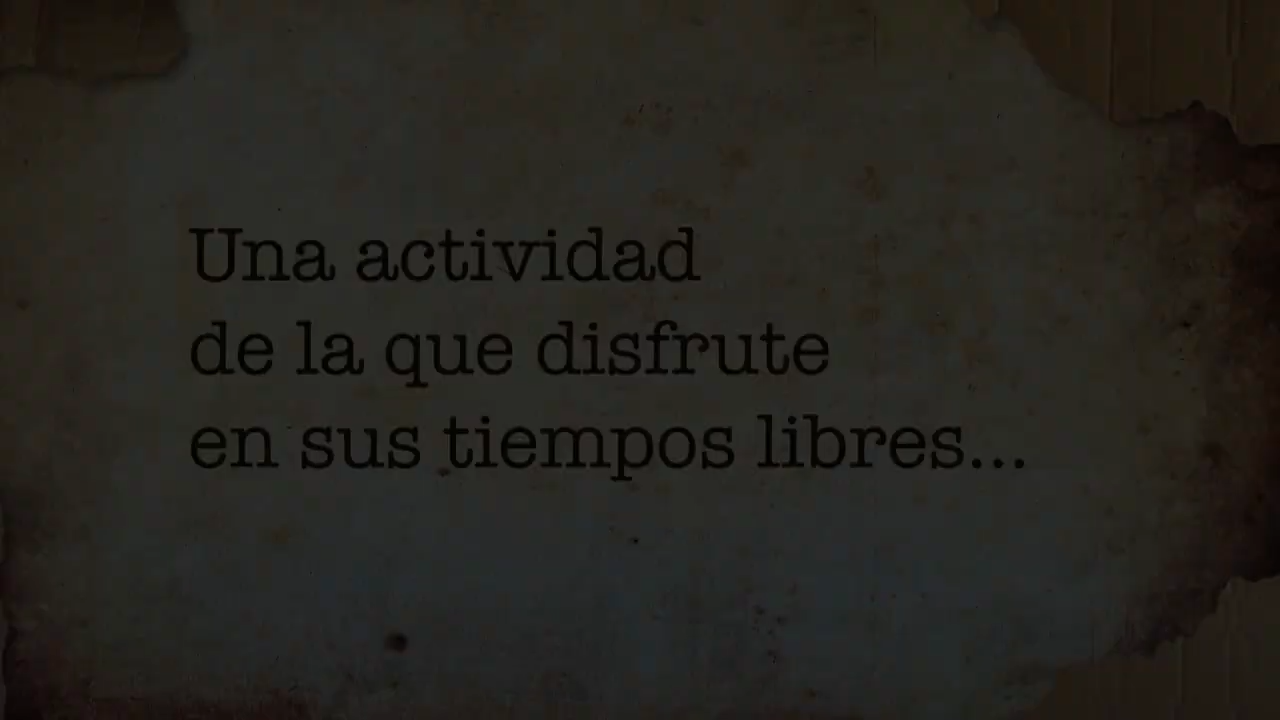 Una actividad
de la que disfrute
en sus tiempos libres...